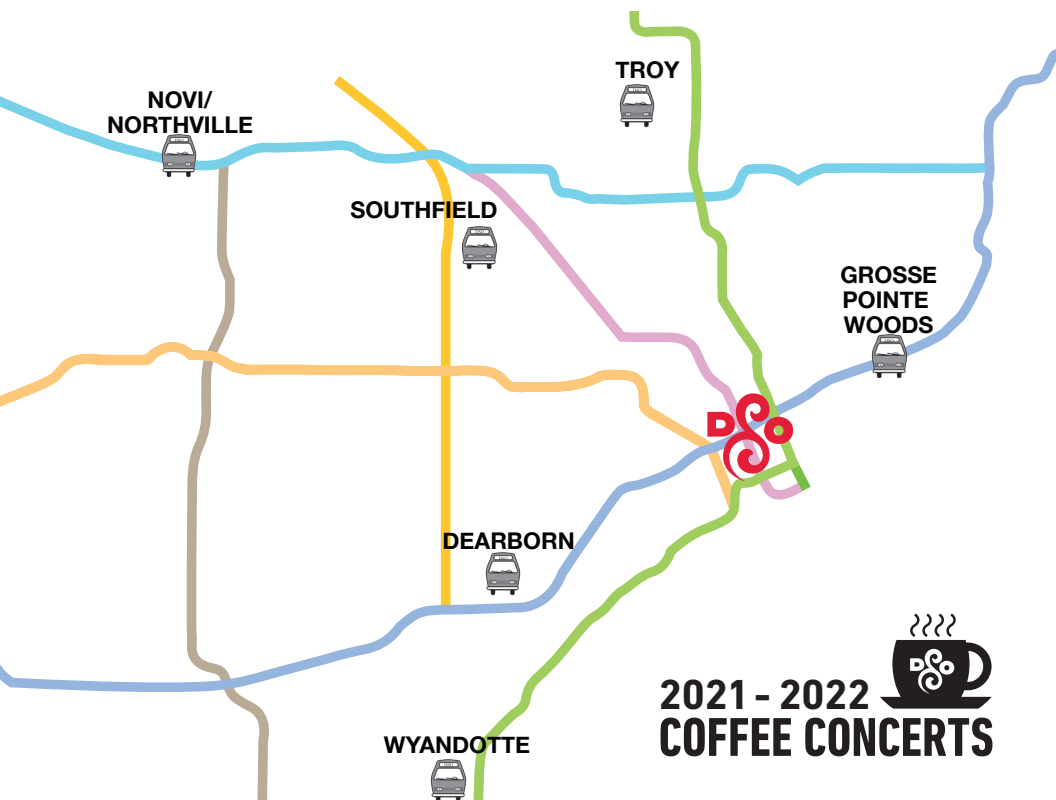 TROY
NOVI/
NORTHVILLE
SOUTHFIELD
GROSSE
POINTE
WOODS
DSO
DEARBORN
DSO
2021 - 2022
COFFEE CONCERTS
WYANDOTTE